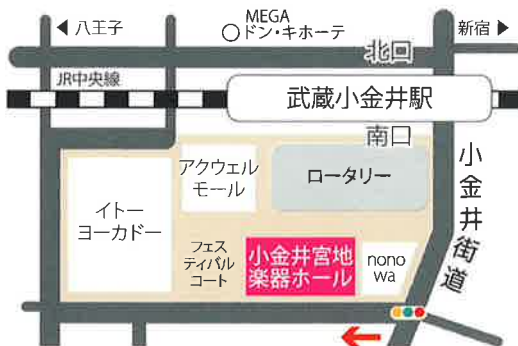 ◀ 八王子
MEGA
ドン・キホーテ
新宿 ▶
北口
JR中央線
武蔵小金井駅
南口
アクウェル
モール
ロータリー
小金井街道
イトー
ヨーカドー
フェス
ティバル
コート
小金井宮地
楽器ホール
nono
wa